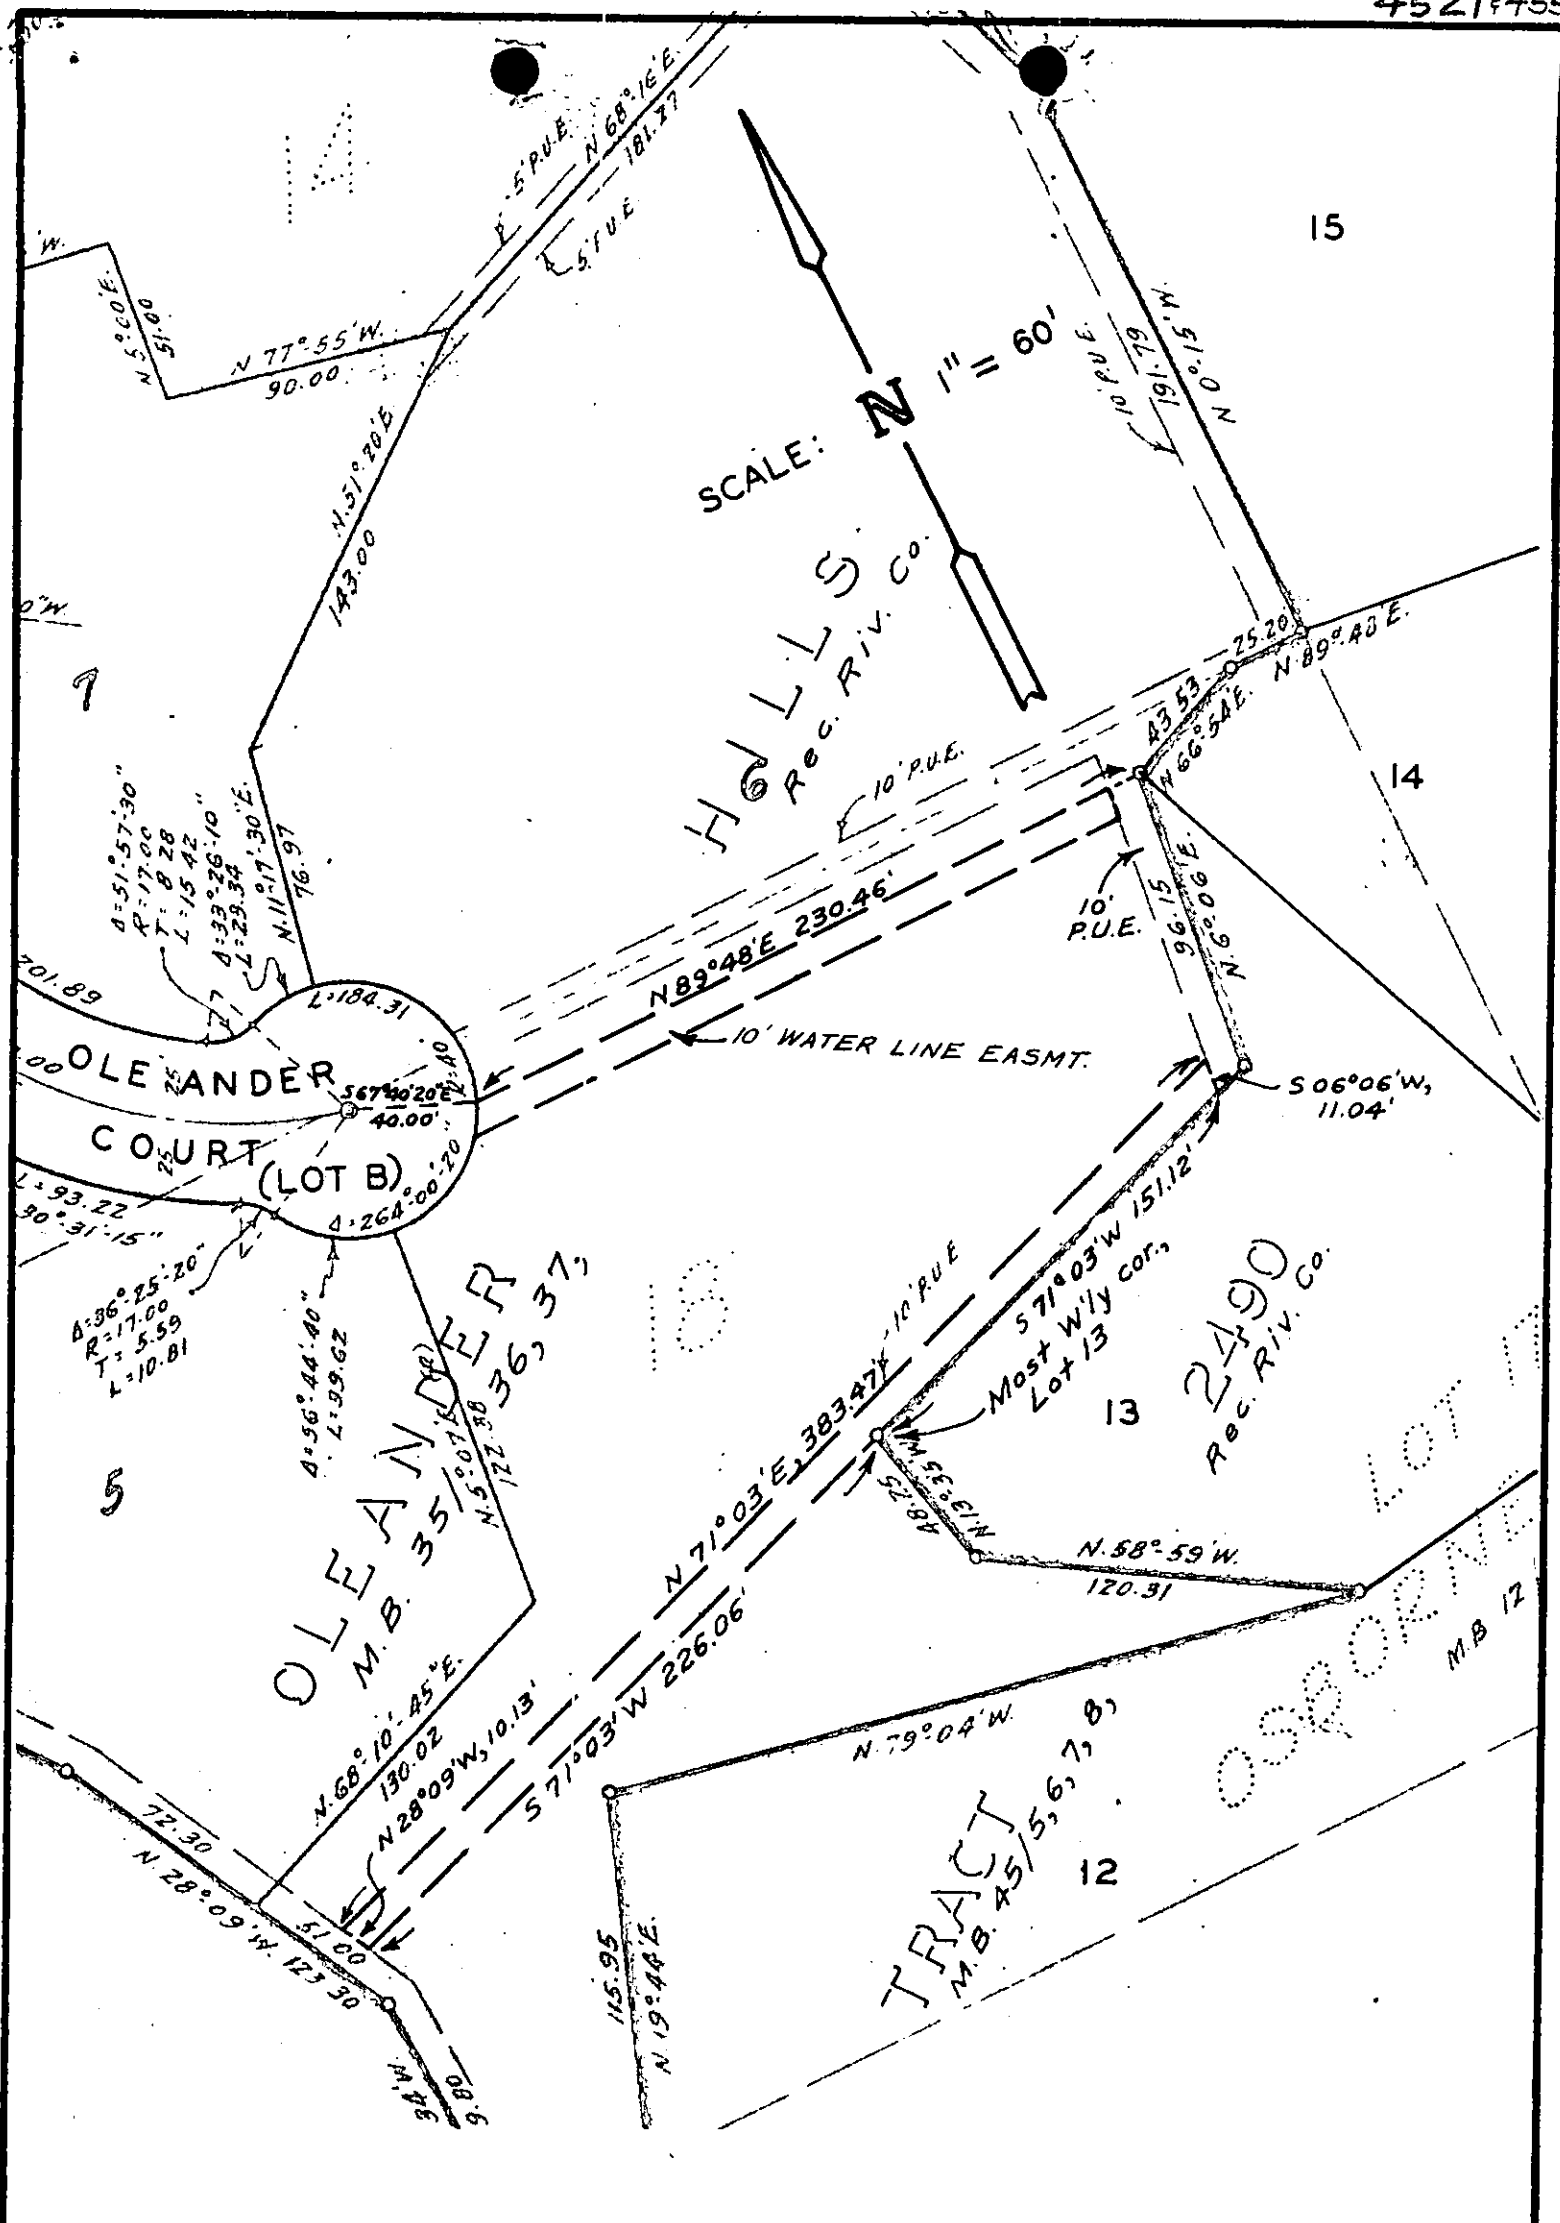 14
5' P.U.E.
N 68°-16'E.
181.77
5' P.U.E.
15
'W.
N 5°00'E.
51.00
N 77°-55'W.
90.00
N
SCALE: 1" = 60'
10' P.U.E.
191.79
N 0°-15'W.
N.51°-20'E.
143.00
0"W.
7
HILLS
6
Rec. Riv. Co.
25.20
N 89°-48'E.
43.53
N 66°-54'E.
14
10' P.U.E.
Δ=51°-57'-30"
R=17.00
T=8.28
L=15.42
Δ=33°-26'-10"
L=23.34
N.11°-17'-30"E.
76.97
N 89°48'E 230.46'
10' P.U.E.
96.15
N.6°-06'E.
10' WATER LINE EASMT.
201.89
L=184.31
R=40
OLEANDER
25
S 67°40'20"E
40.00'
COURT
25
(LOT B)
Δ=264°-00'-20"
.00
L=93.22
30°-31'-15"
S 06°06'W,
11.04'
S 71°03'W 151.12'
Most W'ly cor.,
Lot 13
10' P.U.E
18
Δ=36°-25'-20"
R=17.00
T=5.59
L=10.81
Δ=56°-44'-40"
L=39.62
OLEANDER
M.B. 35/36, 37,
N.5°-07'E(R)
122.38
5
N 71°03'E, 383.47'
S 71°03'W 226.06'
48.75
N.13°-35'W.
13
2490
Rec. Riv. Co.
LOT
N.58°-59'W.
120.31
OSBORNE
M.B 12
N.79°04'W.
N.68°-10'-45"E.
130.02
N 28°09'W, 10.13'
72.30
N.28°-09'W. 123.30
TRACT
M.B. 45/5, 6, 7, 8,
12
115.95
N.19°-44'E.
34'W.
9.80